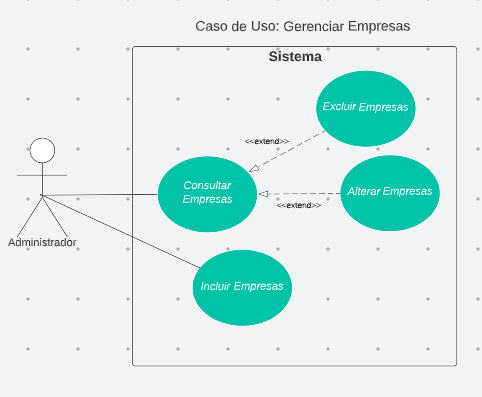 Caso de Uso: Gerenciar Empresas
Sistema
Excluir Empresas
<<extend>>
Consultar
Empresas
Alterar Empresas
<<extend>>
Administrador
Incluir Empresas